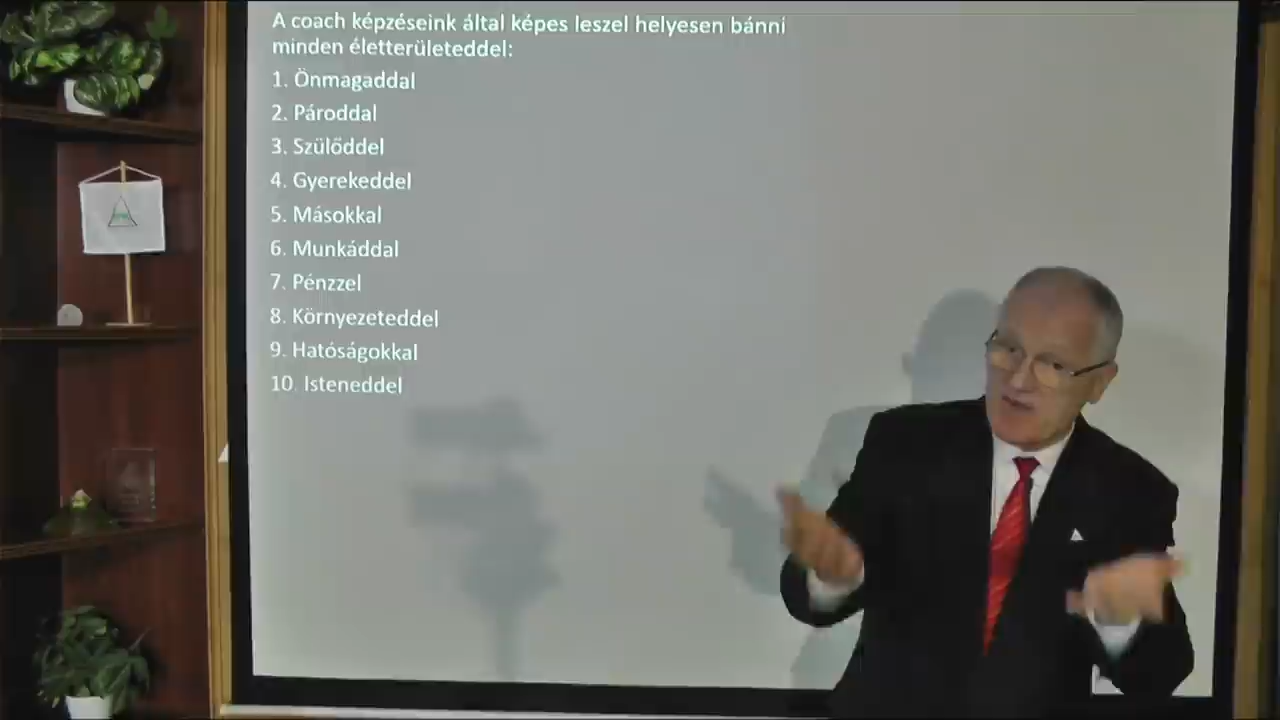 A coach képzéseink által képes leszel helyesen bánni
minden életterületeddel:
1. Önmagaddal
2. Pároddal
3. Szülőddel
4. Gyerekeddel
5. Másokkal
6. Munkáddal
7. Pénzzel
8. Környezeteddel
9. Hatóságokkal
10. Isteneddel